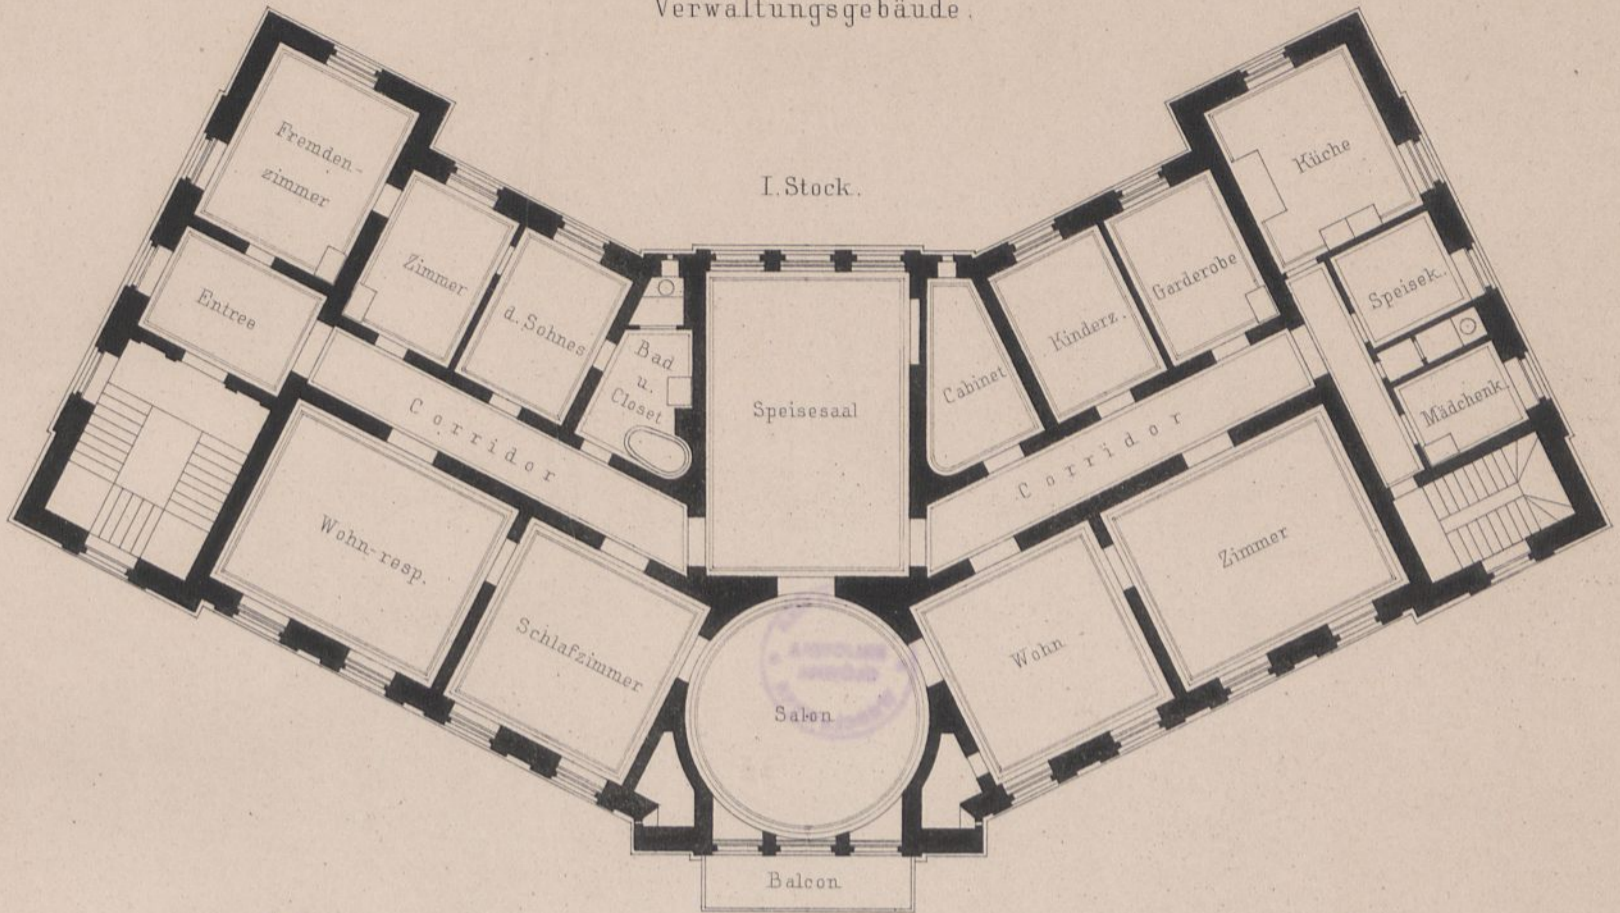 Verwaltungsgebäude.
I. Stock.
Fremden-
zimmer
Entree
Zimmer
d. Sohnes
Bad
u.
Closet
Corridor
Wohn-resp.
Schlafzimmer
Speisesaal
Salon
Balcon
Cabinet
Kinderz.
Garderobe
Küche
Speisek.
Mädchenk.
Corridor
Wohn
Zimmer